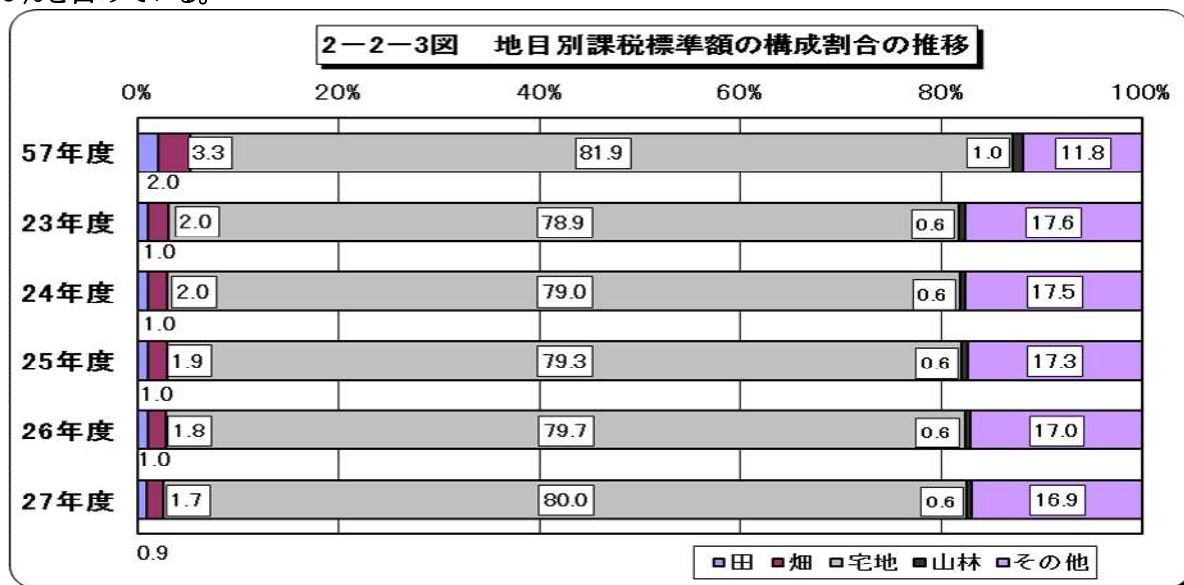 %を占めている。
2－2－3図 地目別課税標準額の構成割合の推移
0% 20% 40% 60% 80% 100%
57年度 3.3 81.9 1.0 11.8
2.0
23年度 2.0 78.9 0.6 17.6
1.0
24年度 2.0 79.0 0.6 17.5
1.0
25年度 1.9 79.3 0.6 17.3
1.0
26年度 1.8 79.7 0.6 17.0
1.0
27年度 1.7 80.0 0.6 16.9
0.9
田 畑 宅地 山林 その他